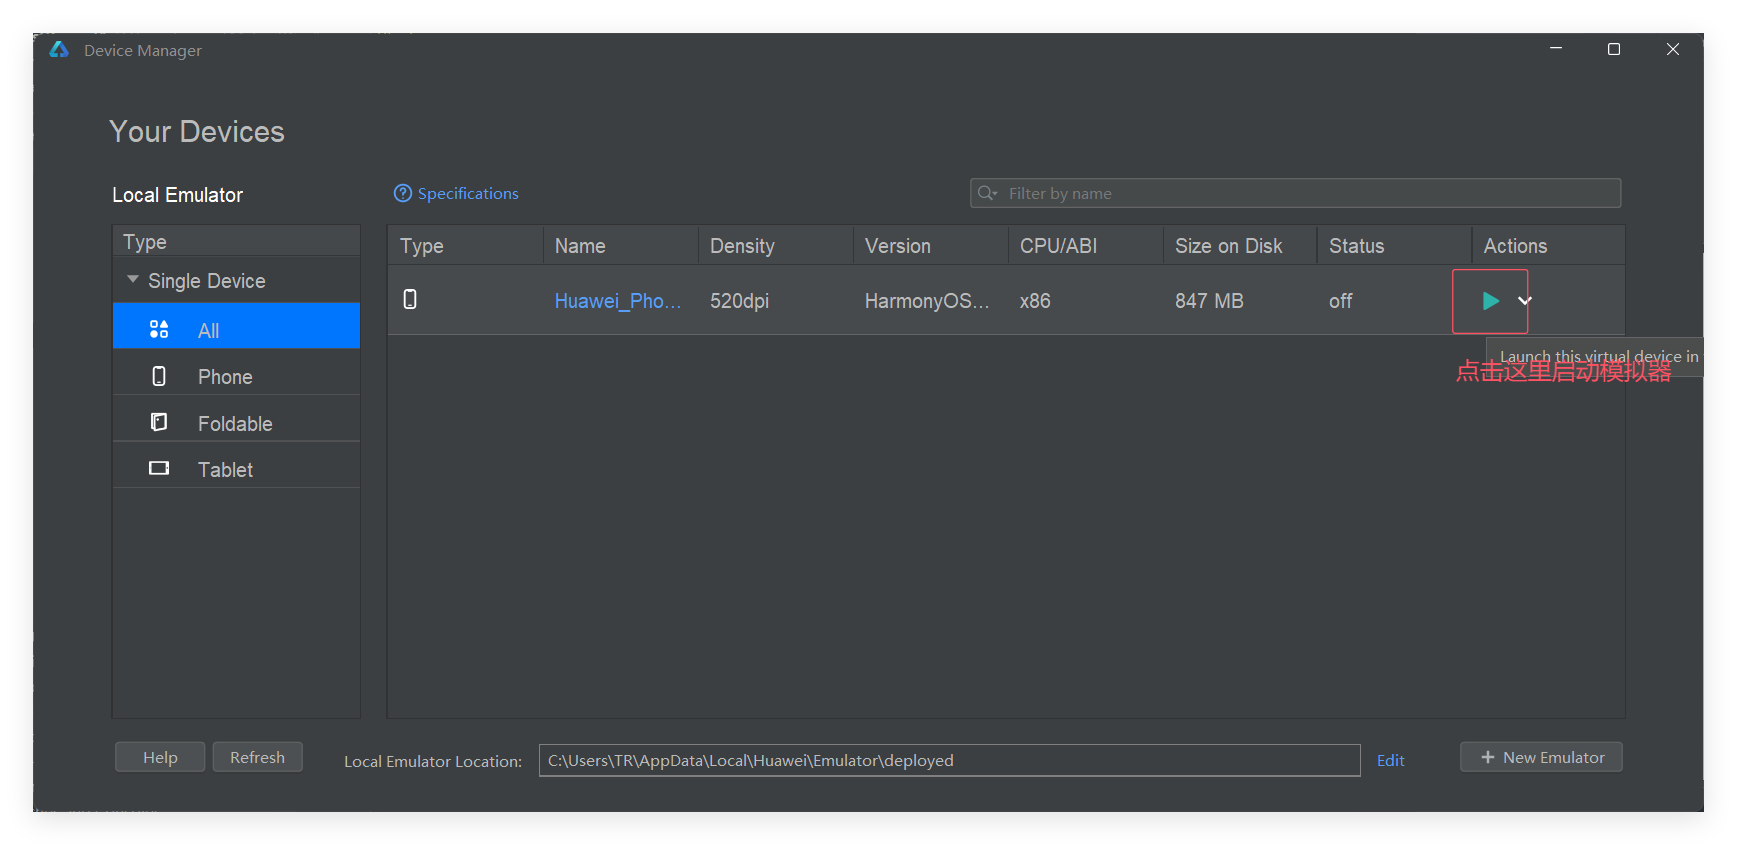 Device Manager
Your Devices
Local Emulator
Specifications
Filter by name
Type
Single Device
All
Phone
Foldable
Tablet
Type Name Density Version CPU/ABI Size on Disk Status Actions
Huawei_Pho... 520dpi HarmonyOS... x86 847 MB off
Launch this virtual device in
点击这里启动模拟器
Help Refresh Local Emulator Location: C:\Users\TR\AppData\Local\Huawei\Emulator\deployed Edit New Emulator